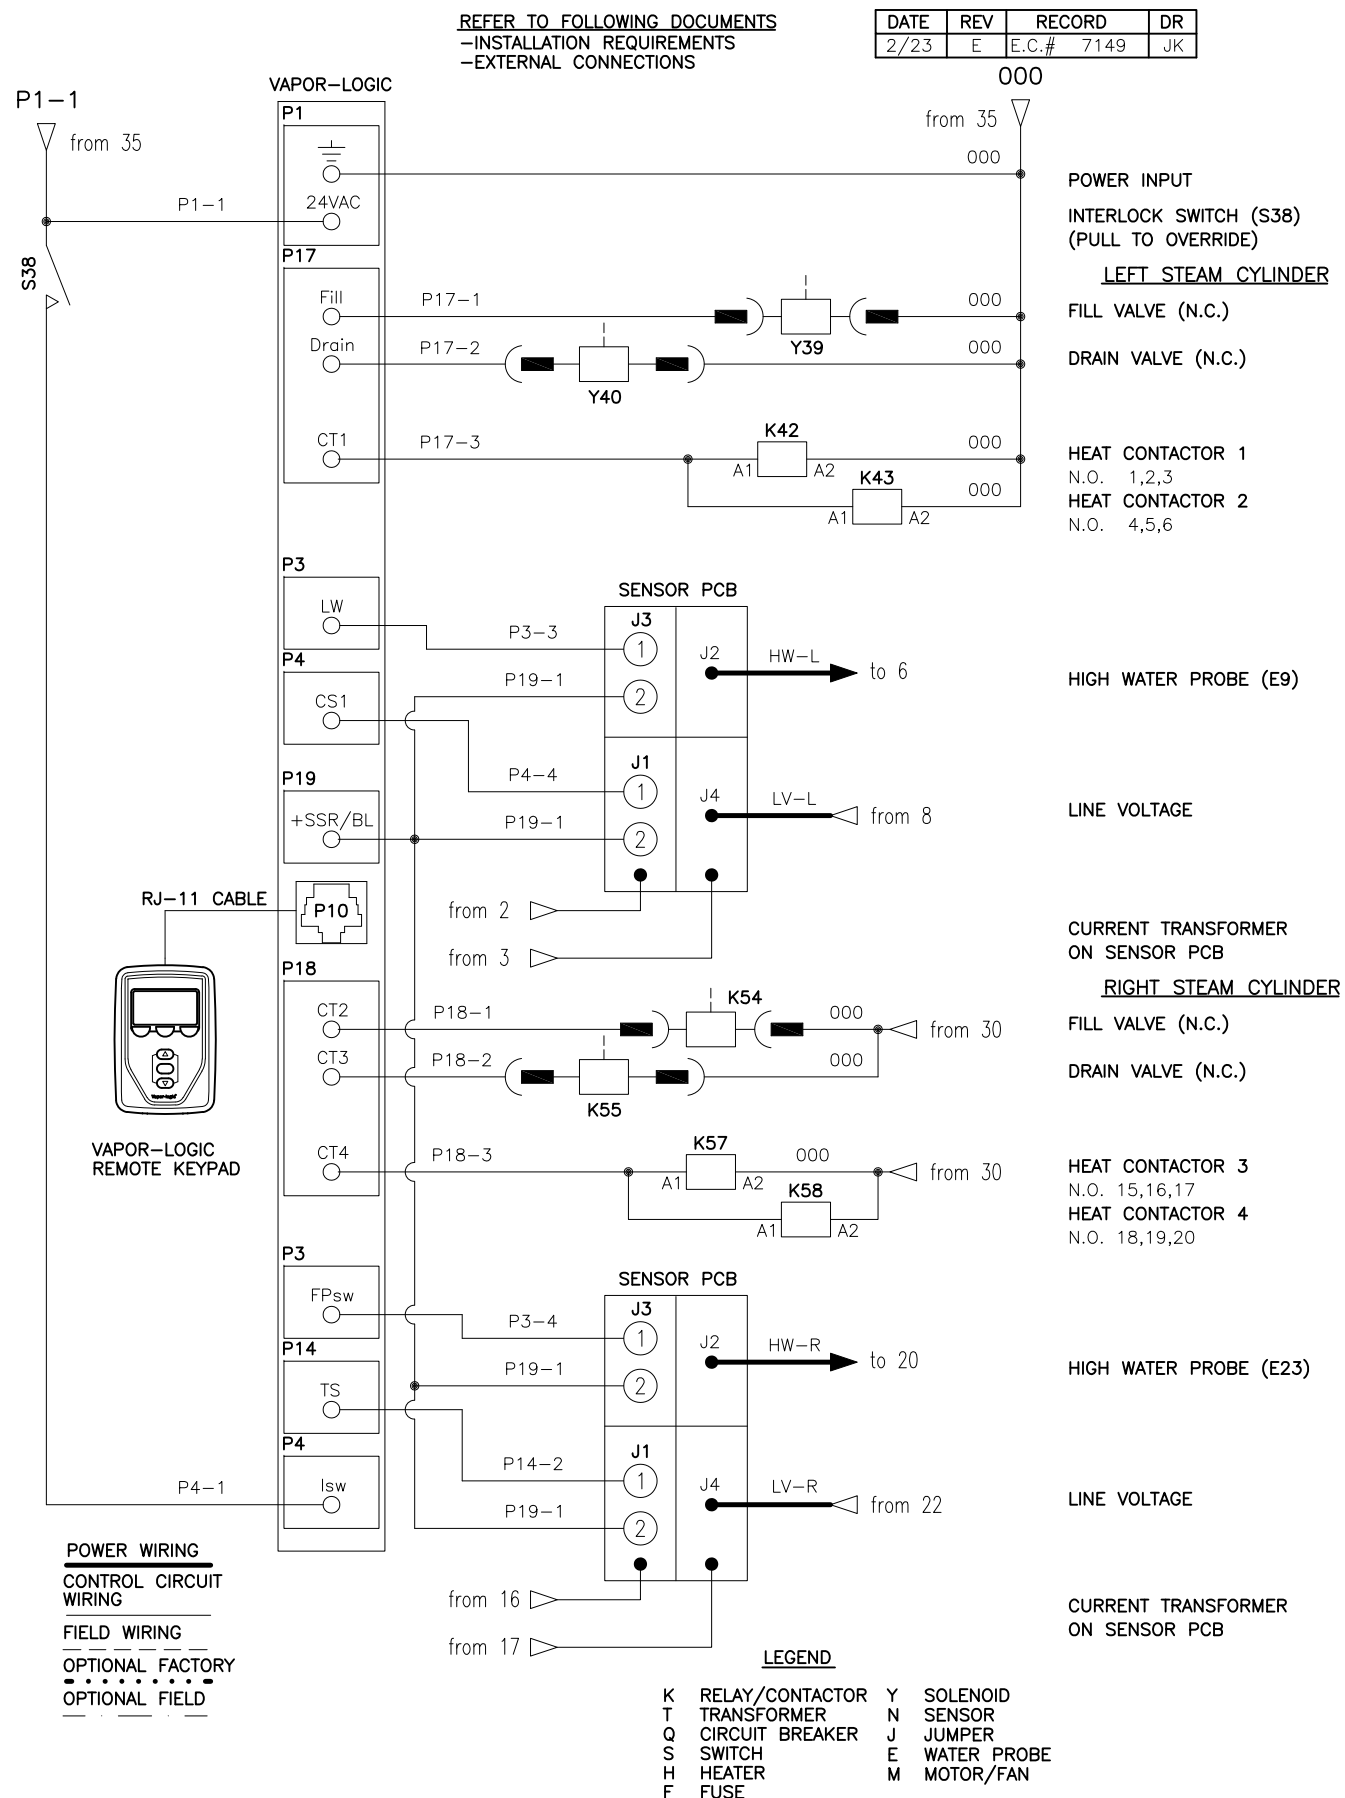 REFER TO FOLLOWING DOCUMENTS
-INSTALLATION REQUIREMENTS
-EXTERNAL CONNECTIONS
DATE REV RECORD DR
2/23 E E.C.# 7149 JK
000
from 35
P1-1
from 35
VAPOR-LOGIC
P1
000
POWER INPUT
24VAC
P1-1
INTERLOCK SWITCH (S38)
(PULL TO OVERRIDE)
S38
P17
LEFT STEAM CYLINDER
Fill
P17-1
Y39
000
FILL VALVE (N.C.)
Drain
P17-2
Y40
000
DRAIN VALVE (N.C.)
CT1
P17-3
K42
A1
A2
000
HEAT CONTACTOR 1
N.O. 1,2,3
K43
A1
A2
000
HEAT CONTACTOR 2
N.O. 4,5,6
P3
LW
SENSOR PCB
J3
P3-3
1
J2
HW-L
to 6
HIGH WATER PROBE (E9)
P4
P19-1
2
CS1
J1
P4-4
1
J4
LV-L
from 8
LINE VOLTAGE
P19
+SSR/BL
P19-1
2
RJ-11 CABLE
P10
from 2
from 3
CURRENT TRANSFORMER
ON SENSOR PCB
VAPOR-LOGIC
REMOTE KEYPAD
Vapor-logic
P18
RIGHT STEAM CYLINDER
CT2
P18-1
K54
000
from 30
FILL VALVE (N.C.)
CT3
P18-2
K55
000
DRAIN VALVE (N.C.)
CT4
P18-3
K57
A1
A2
000
from 30
HEAT CONTACTOR 3
N.O. 15,16,17
K58
A1
A2
HEAT CONTACTOR 4
N.O. 18,19,20
P3
FPsw
SENSOR PCB
J3
P3-4
1
J2
HW-R
to 20
HIGH WATER PROBE (E23)
P14
P19-1
2
TS
J1
P14-2
1
J4
LV-R
from 22
LINE VOLTAGE
P4
Isw
P4-1
P19-1
2
from 16
from 17
CURRENT TRANSFORMER
ON SENSOR PCB
POWER WIRING
CONTROL CIRCUIT
WIRING
FIELD WIRING
OPTIONAL FACTORY
OPTIONAL FIELD
LEGEND
K RELAY/CONTACTOR Y SOLENOID
T TRANSFORMER N SENSOR
Q CIRCUIT BREAKER J JUMPER
S SWITCH E WATER PROBE
H HEATER M MOTOR/FAN
F FUSE